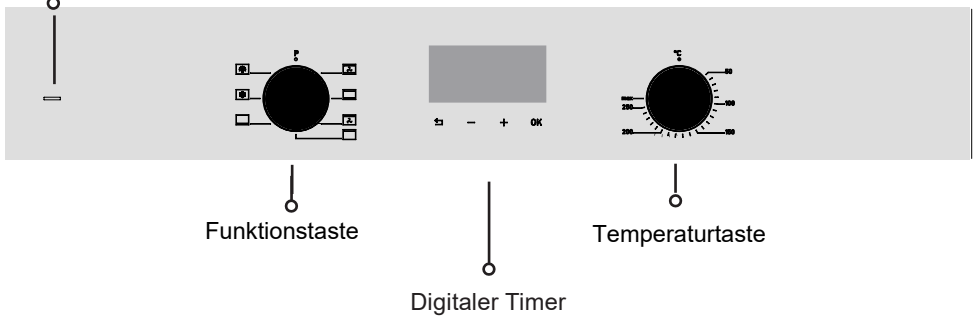 P
°C
50
100
150
200
250
max
− + OK
Funktionstaste
Temperaturtaste
Digitaler Timer